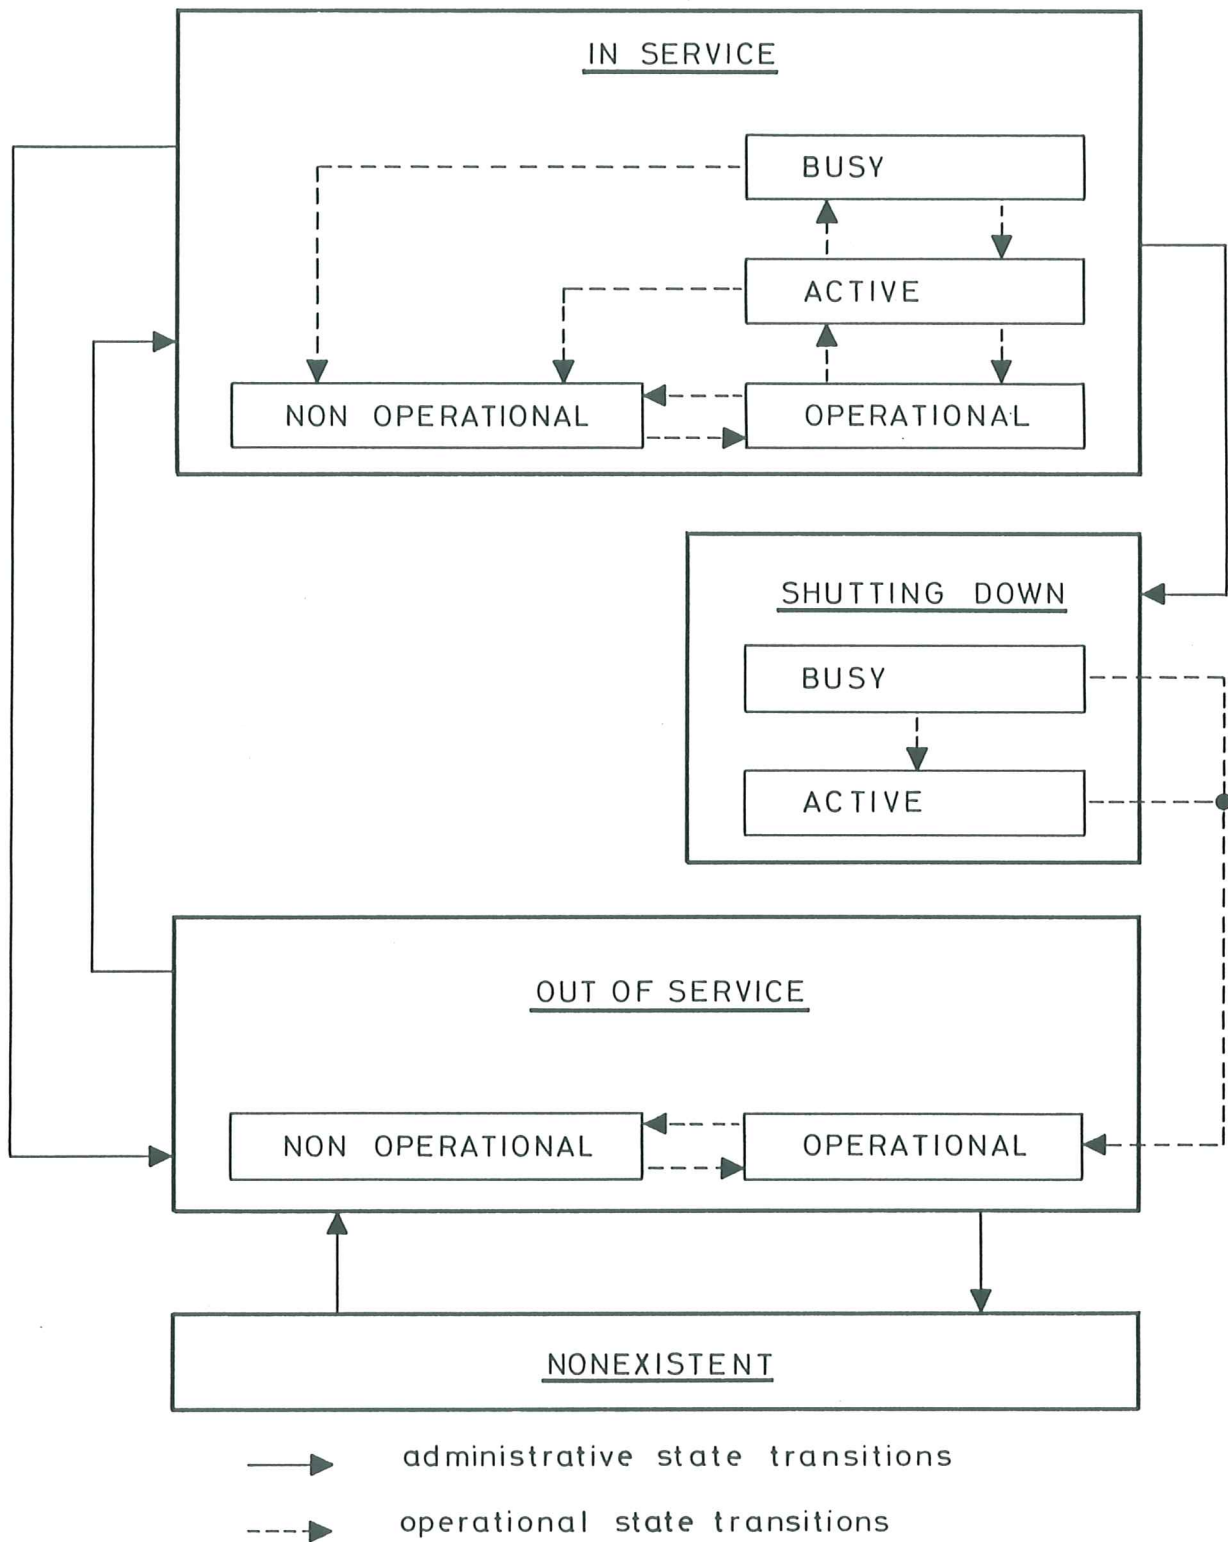 IN SERVICE
BUSY
ACTIVE
NON OPERATIONAL
OPERATIONAL
SHUTTING DOWN
BUSY
ACTIVE
OUT OF SERVICE
NON OPERATIONAL
OPERATIONAL
NONEXISTENT
administrative state transitions
operational state transitions